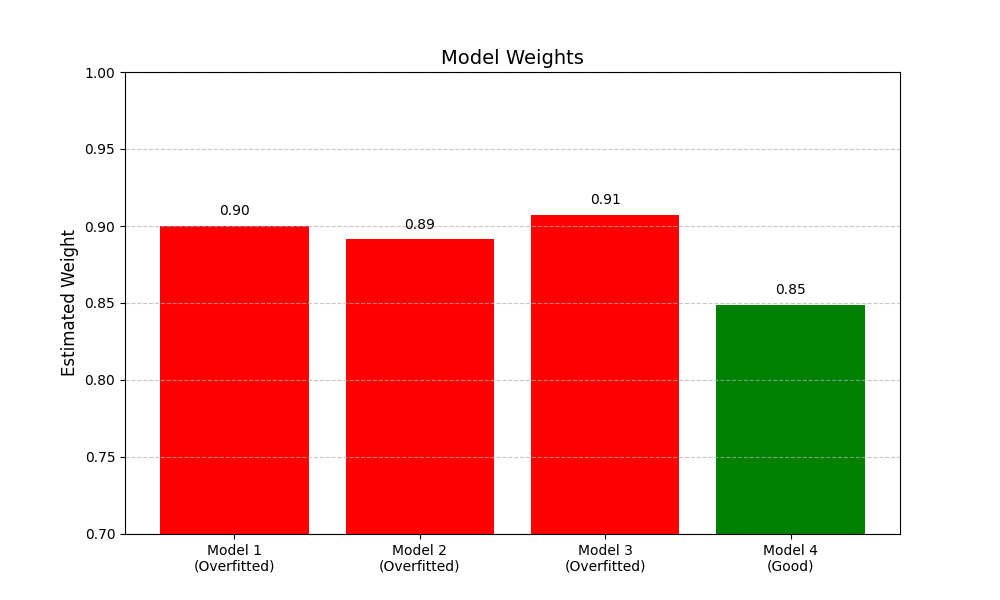 Model Weights
1.00
0.95
0.90
0.85
0.80
0.75
0.70
Estimated Weight
0.90
0.89
0.91
0.85
Model 1
(Overfitted)
Model 2
(Overfitted)
Model 3
(Overfitted)
Model 4
(Good)